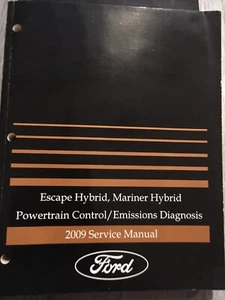 Escape Hybrid, Mariner Hybrid
Powertrain Control/Emissions Diagnosis
2009 Service Manual
Ford